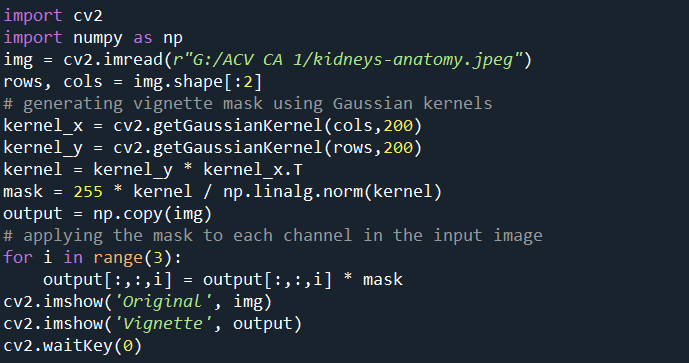 import cv2
import numpy as np
img = cv2.imread(r"G:/ACV CA 1/kidneys-anatomy.jpeg")
rows, cols = img.shape[:2]
# generating vignette mask using Gaussian kernels
kernel_x = cv2.getGaussianKernel(cols,200)
kernel_y = cv2.getGaussianKernel(rows,200)
kernel = kernel_y * kernel_x.T
mask = 255 * kernel / np.linalg.norm(kernel)
output = np.copy(img)
# applying the mask to each channel in the input image
for i in range(3):
    output[:,:,i] = output[:,:,i] * mask
cv2.imshow('Original', img)
cv2.imshow('Vignette', output)
cv2.waitKey(0)